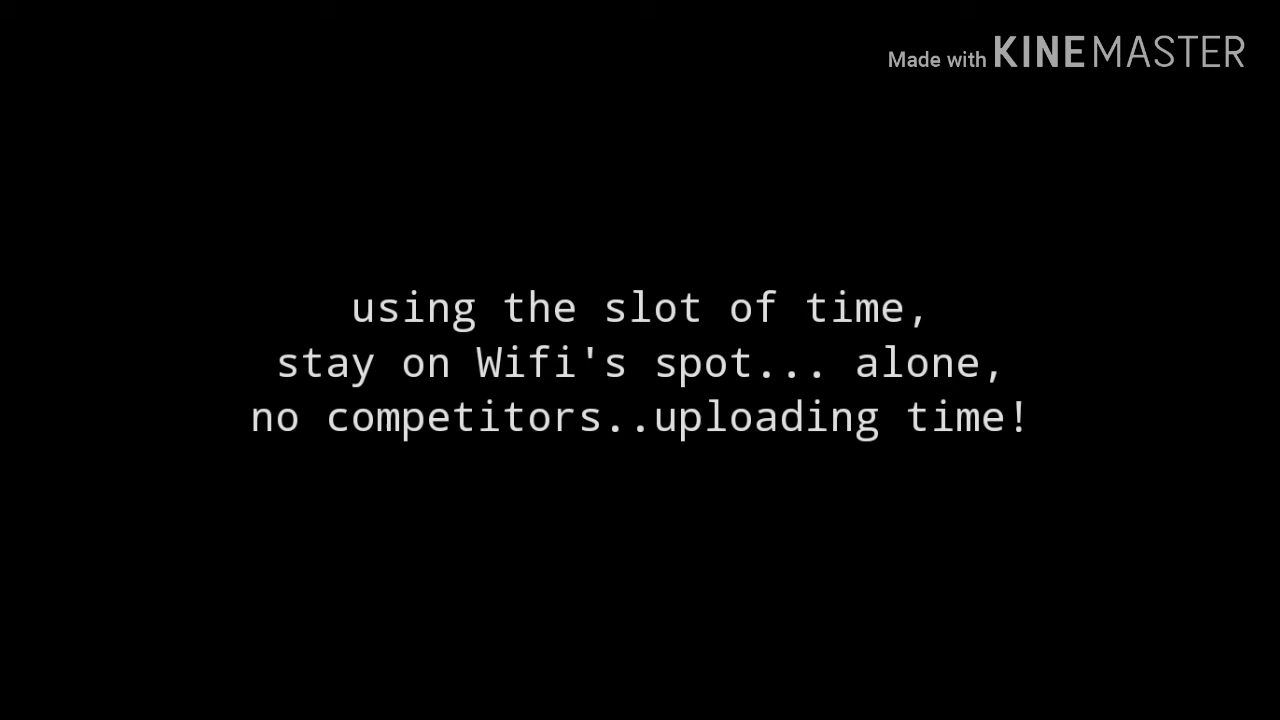 Made with KINEMASTER
using the slot of time,
stay on Wifi's spot... alone,
no competitors..uploading time!